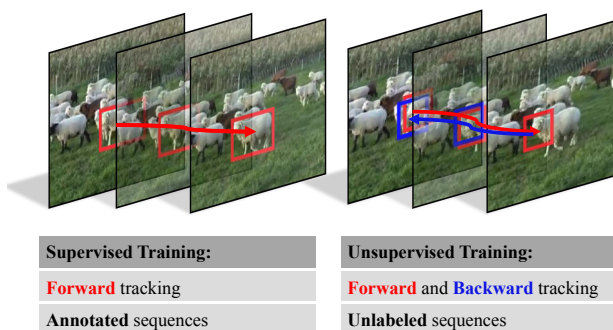 Supervised Training:
Forward tracking
Annotated sequences
Unsupervised Training:
Forward and Backward tracking
Unlabeled sequences